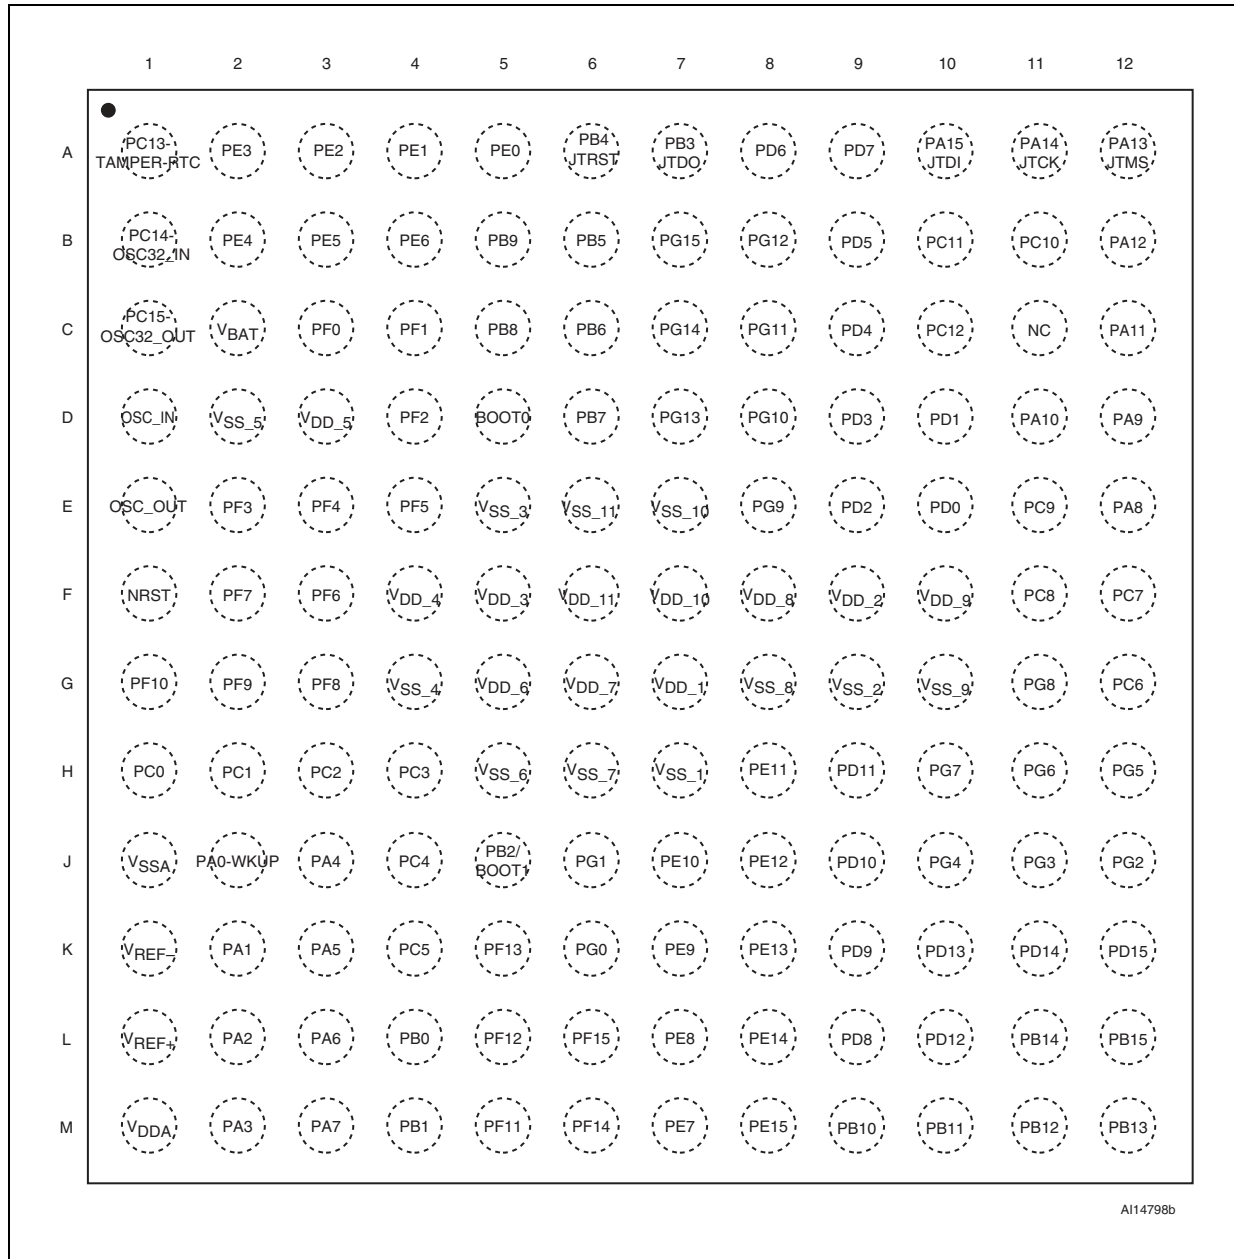 1 2 3 4 5 6 7 8 9 10 11 12
A PC13-TAMPER-RTC PE3 PE2 PE1 PE0 PB4 JTRST PB3 JTDO PD6 PD7 PA15 JTDI PA14 JTCK PA13 JTMS
B PC14-OSC32_IN PE4 PE5 PE6 PB9 PB5 PG15 PG12 PD5 PC11 PC10 PA12
C PC15-OSC32_OUT VBAT PF0 PF1 PB8 PB6 PG14 PG11 PD4 PC12 NC PA11
D OSC_IN VSS_5 VDD_5 PF2 BOOT0 PB7 PG13 PG10 PD3 PD1 PA10 PA9
E OSC_OUT PF3 PF4 PF5 VSS_3 VSS_11 VSS_10 PG9 PD2 PD0 PC9 PA8
F NRST PF7 PF6 VDD_4 VDD_3 VDD_11 VDD_10 VDD_8 VDD_2 VDD_9 PC8 PC7
G PF10 PF9 PF8 VSS_4 VDD_6 VDD_7 VDD_1 VSS_8 VSS_2 VSS_9 PG8 PC6
H PC0 PC1 PC2 PC3 VSS_6 VSS_7 VSS_1 PE11 PD11 PG7 PG6 PG5
J VSSA PA0-WKUP PA4 PC4 PB2/BOOT1 PG1 PE10 PE12 PD10 PG4 PG3 PG2
K VREF– PA1 PA5 PC5 PF13 PG0 PE9 PE13 PD9 PD13 PD14 PD15
L VREF+ PA2 PA6 PB0 PF12 PF15 PE8 PE14 PD8 PD12 PB14 PB15
M VDDA PA3 PA7 PB1 PF11 PF14 PE7 PE15 PB10 PB11 PB12 PB13
AI14798b